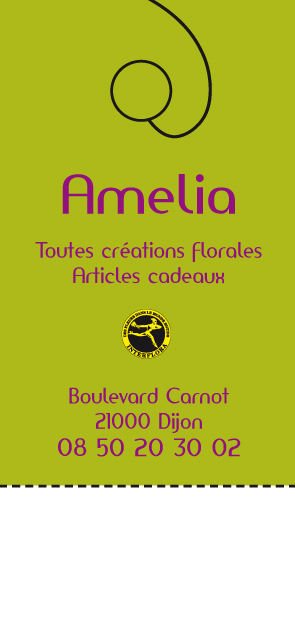 Amelia
Toutes créations florales
Articles cadeaux
INTERFLORA
Boulevard Carnot
21000 Dijon
08 50 20 30 02